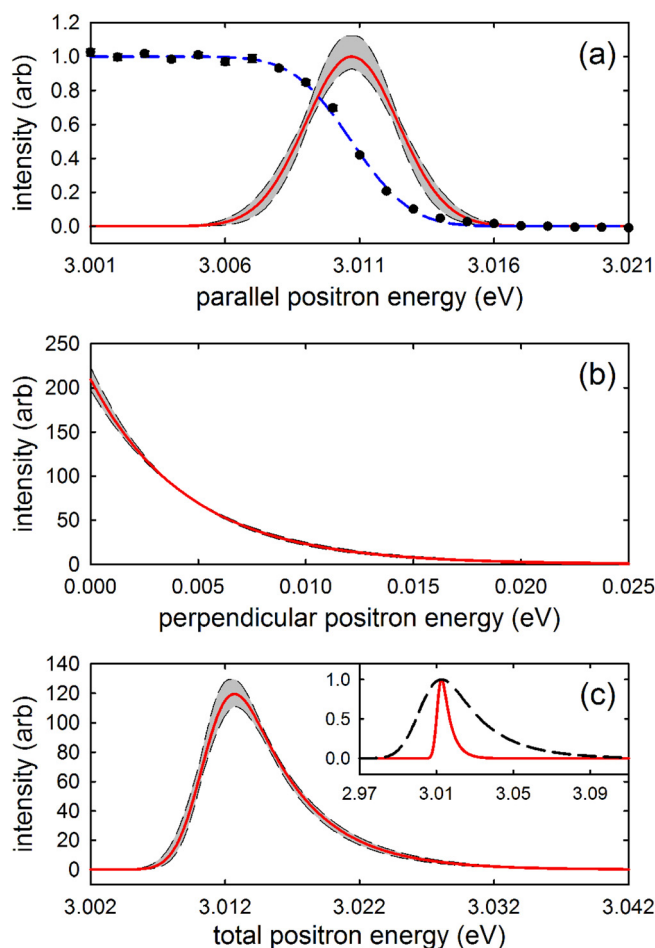 (a)
intensity (arb)
1.2
1.0
0.8
0.6
0.4
0.2
0.0
3.001 3.006 3.011 3.016 3.021
parallel positron energy (eV)
(b)
intensity (arb)
250
200
150
100
50
0
0.000 0.005 0.010 0.015 0.020 0.025
perpendicular positron energy (eV)
(c)
intensity (arb)
140
120
100
80
60
40
20
0
1.0
0.5
0.0
2.97 3.01 3.05 3.09
3.002 3.012 3.022 3.032 3.042
total positron energy (eV)